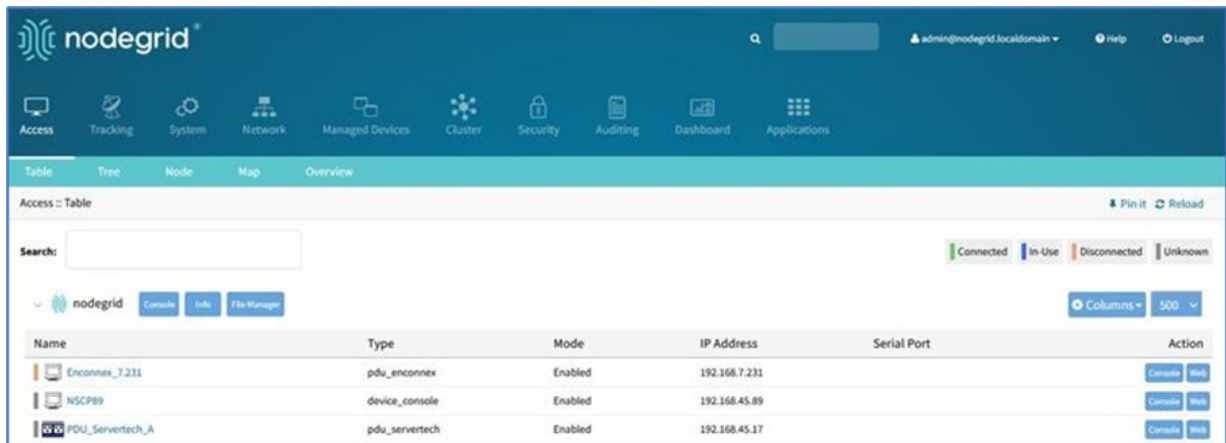 nodegrid®
admin@nodegrid.localdomain Help Logout
Access Tracking System Network Managed Devices Cluster Security Auditing Dashboard Applications
Table Tree Node Map Overview
Access :: Table Pin it Reload
Search: Connected In-Use Disconnected Unknown
nodegrid Console Info File Manager Columns 500
Name Type Mode IP Address Serial Port Action
Enconnex_7.231 pdu_enconnex Enabled 192.168.7.231 Console Web
NSCP89 device_console Enabled 192.168.45.89 Console Web
PDU_Servertech_A pdu_servertech Enabled 192.168.45.17 Console Web